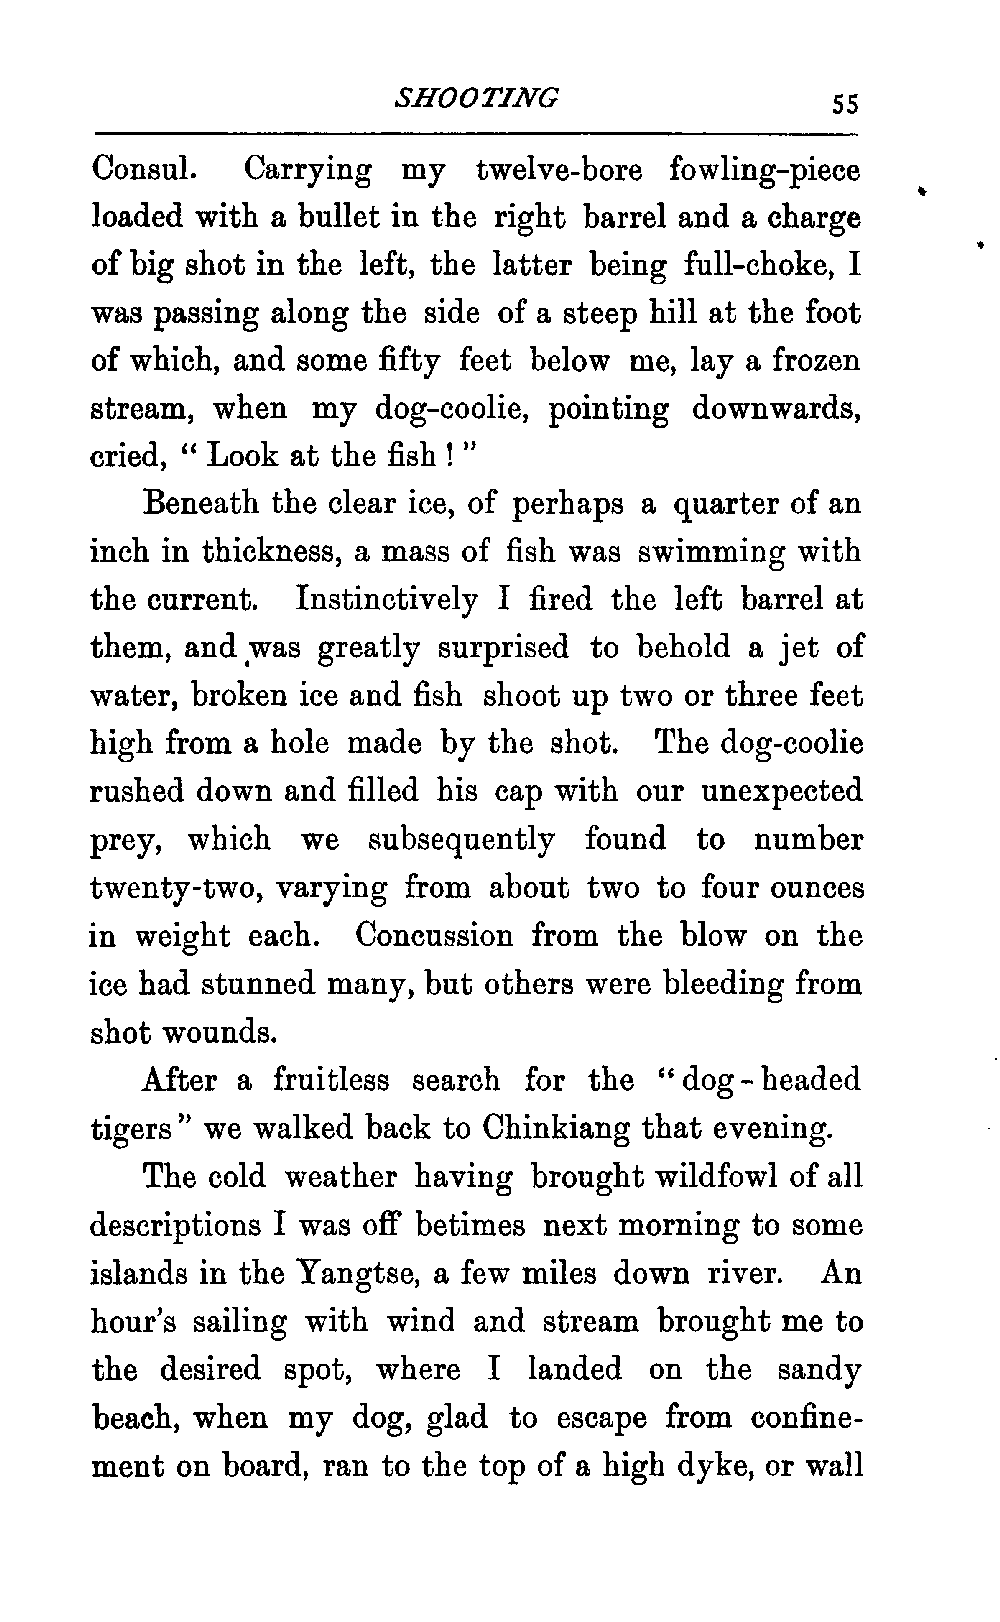 SHOOTING 55
Consul. Carrying my twelve-bore fowling-piece
loaded with a bullet in the right barrel and a charge
of big shot in the left, the latter being full-choke, I
was passing along the side of a steep hill at the foot
of which, and some fifty feet below me, lay a frozen
stream, when my dog-coolie, pointing downwards,
cried, “ Look at the fish ! ”
Beneath the clear ice, of perhaps a quarter of an
inch in thickness, a mass of fish was swimming with
the current. Instinctively I fired the left barrel at
them, and was greatly surprised to behold a jet of
water, broken ice and fish shoot up two or three feet
high from a hole made by the shot. The dog-coolie
rushed down and filled his cap with our unexpected
prey, which we subsequently found to number
twenty-two, varying from about two to four ounces
in weight each. Concussion from the blow on the
ice had stunned many, but others were bleeding from
shot wounds.
After a fruitless search for the “ dog-headed
tigers ” we walked back to Chinkiang that evening.
The cold weather having brought wildfowl of all
descriptions I was off betimes next morning to some
islands in the Yangtse, a few miles down river. An
hour's sailing with wind and stream brought me to
the desired spot, where I landed on the sandy
beach, when my dog, glad to escape from confine-
ment on board, ran to the top of a high dyke, or wall